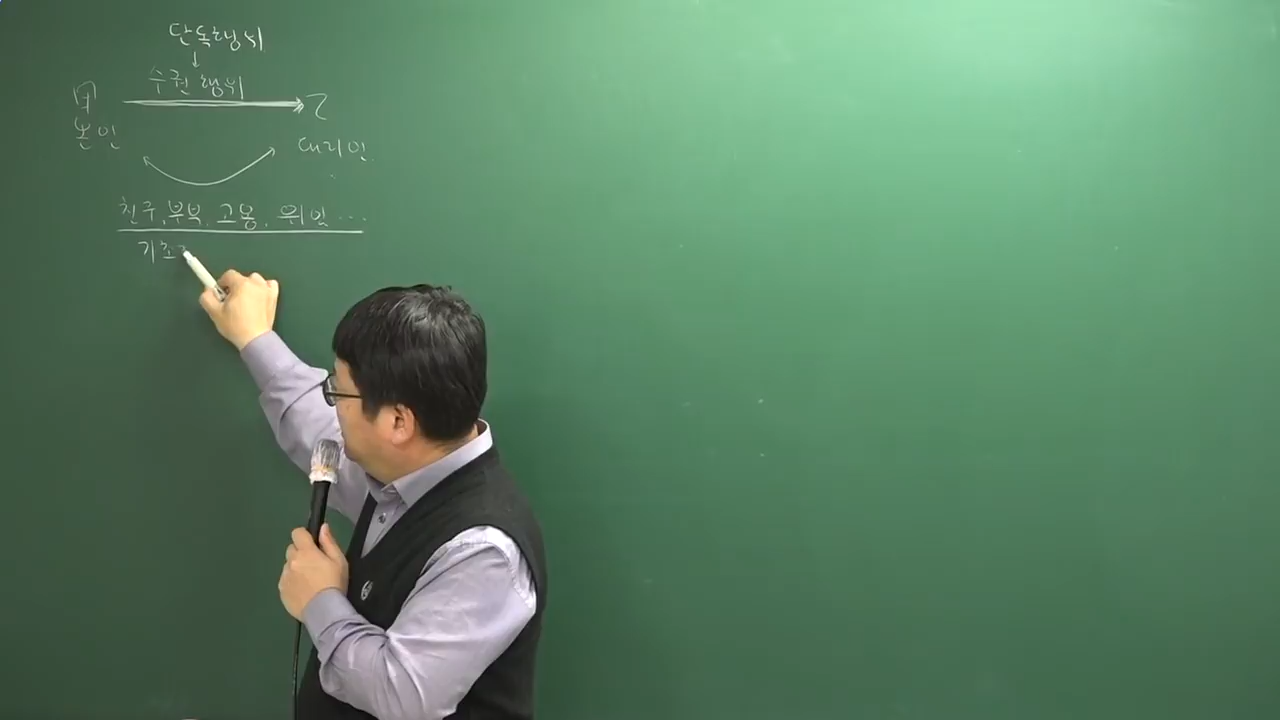 단독행위
↓
수권행위
甲 → 乙
본인 대리인
친구, 부부, 고용, 위임 ...
기초